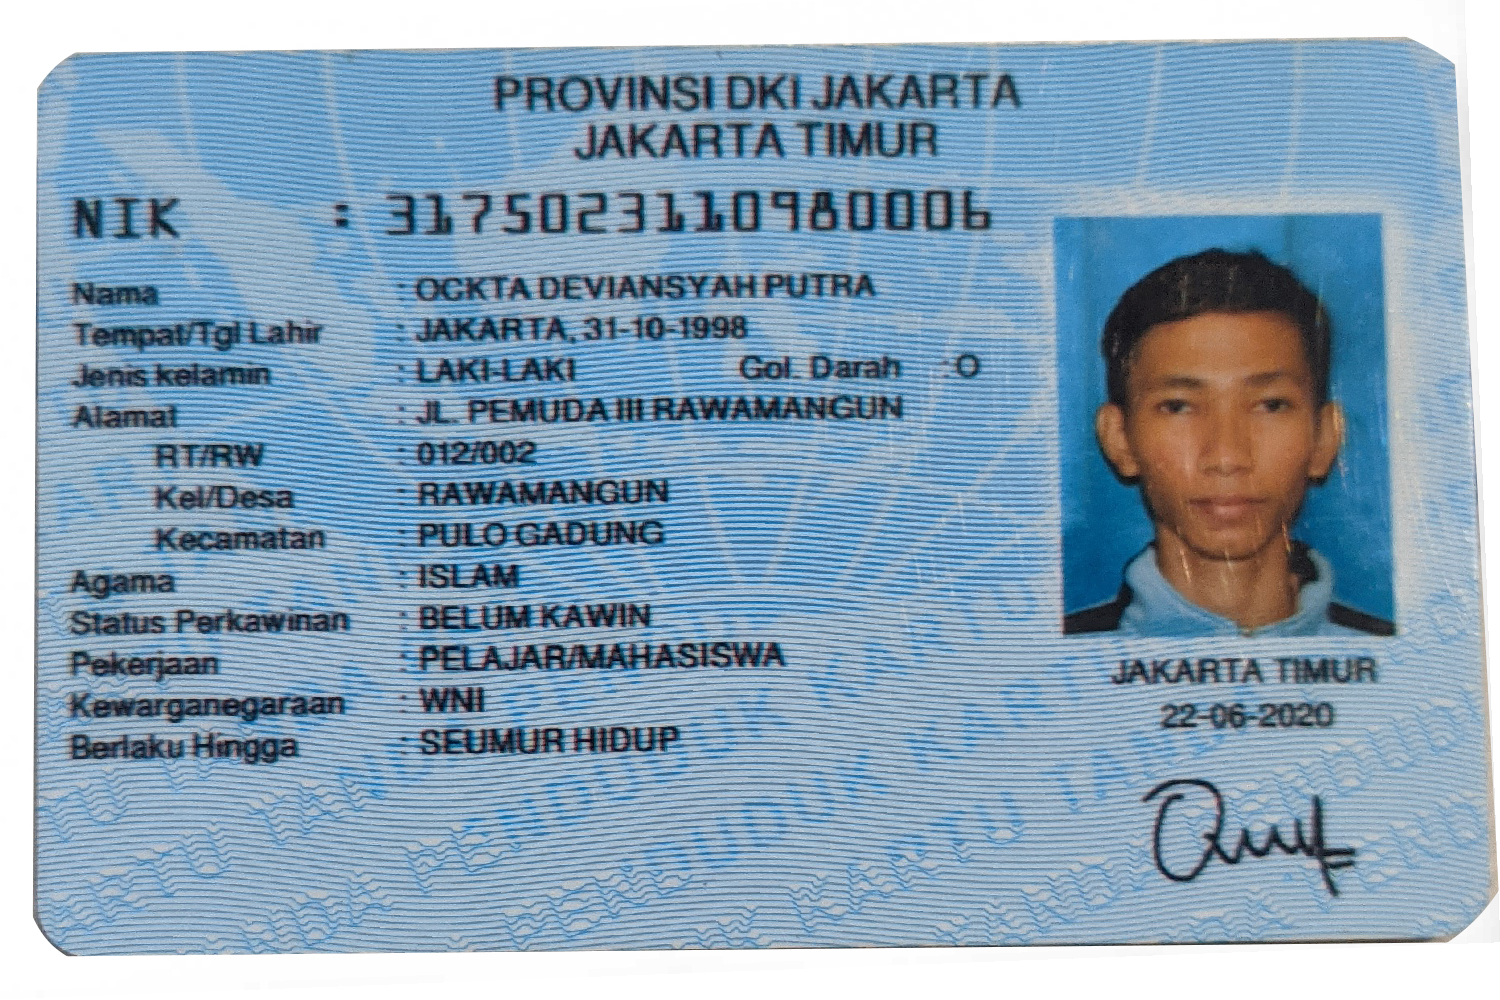 PROVINSI DKI JAKARTA
JAKARTA TIMUR
NIK : 3175023110980006
Nama : OCKTA DEVIANSYAH PUTRA
Tempat/Tgl Lahir : JAKARTA, 31-10-1998
Jenis kelamin : LAKI-LAKI Gol. Darah : O
Alamat : JL. PEMUDA III RAWAMANGUN
RT/RW : 012/002
Kel/Desa : RAWAMANGUN
Kecamatan : PULO GADUNG
Agama : ISLAM
Status Perkawinan : BELUM KAWIN
Pekerjaan : PELAJAR/MAHASISWA
Kewarganegaraan : WNI
Berlaku Hingga : SEUMUR HIDUP
JAKARTA TIMUR
22-06-2020